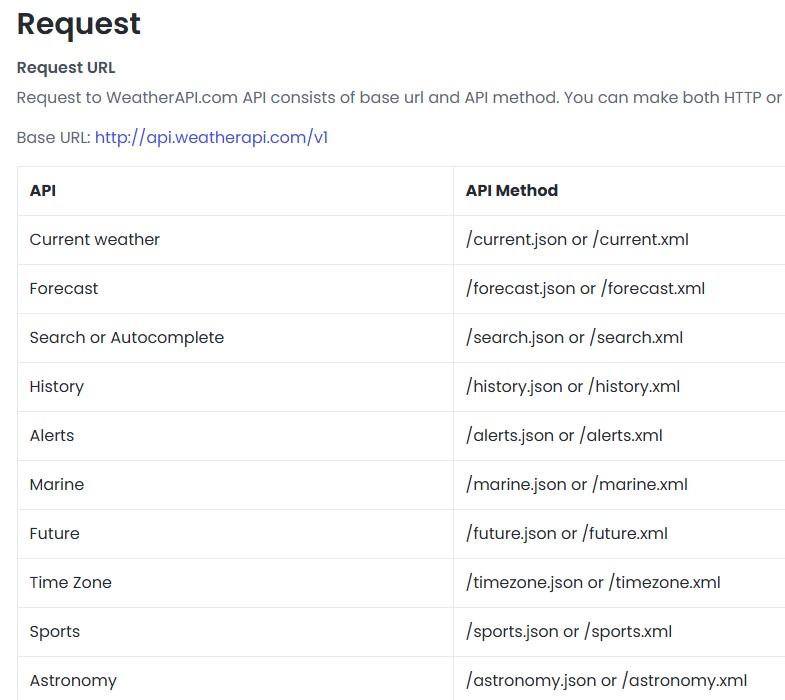 Request
Request URL
Request to WeatherAPI.com API consists of base url and API method. You can make both HTTP or
Base URL: http://api.weatherapi.com/v1
API API Method
Current weather /current.json or /current.xml
Forecast /forecast.json or /forecast.xml
Search or Autocomplete /search.json or /search.xml
History /history.json or /history.xml
Alerts /alerts.json or /alerts.xml
Marine /marine.json or /marine.xml
Future /future.json or /future.xml
Time Zone /timezone.json or /timezone.xml
Sports /sports.json or /sports.xml
Astronomy /astronomy.json or /astronomy.xml